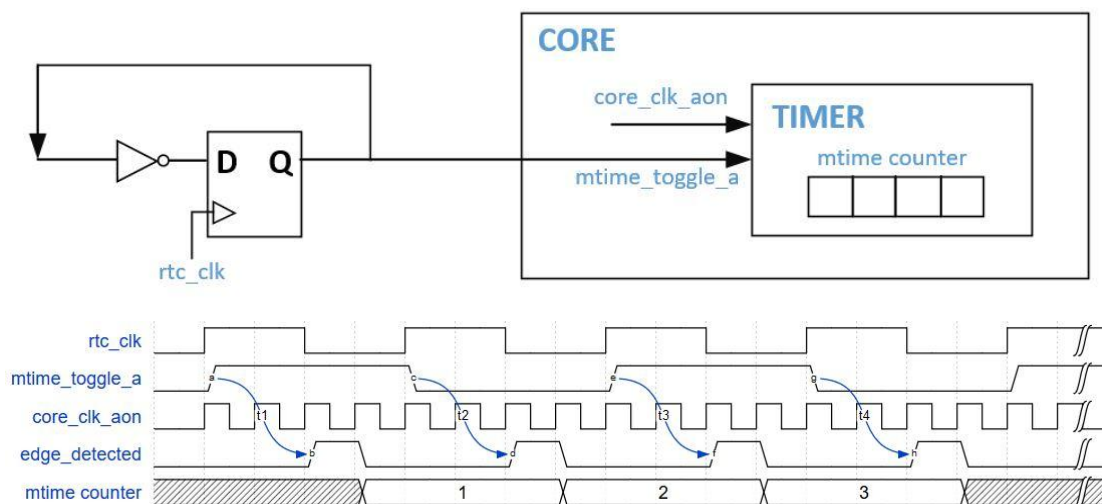 CORE
core_clk_aon
TIMER
mtime counter
D Q
mtime_toggle_a
rtc_clk
rtc_clk
mtime_toggle_a
a c e g
core_clk_aon
t1 t2 t3 t4
edge_detected
b d f h
mtime counter
1 2 3